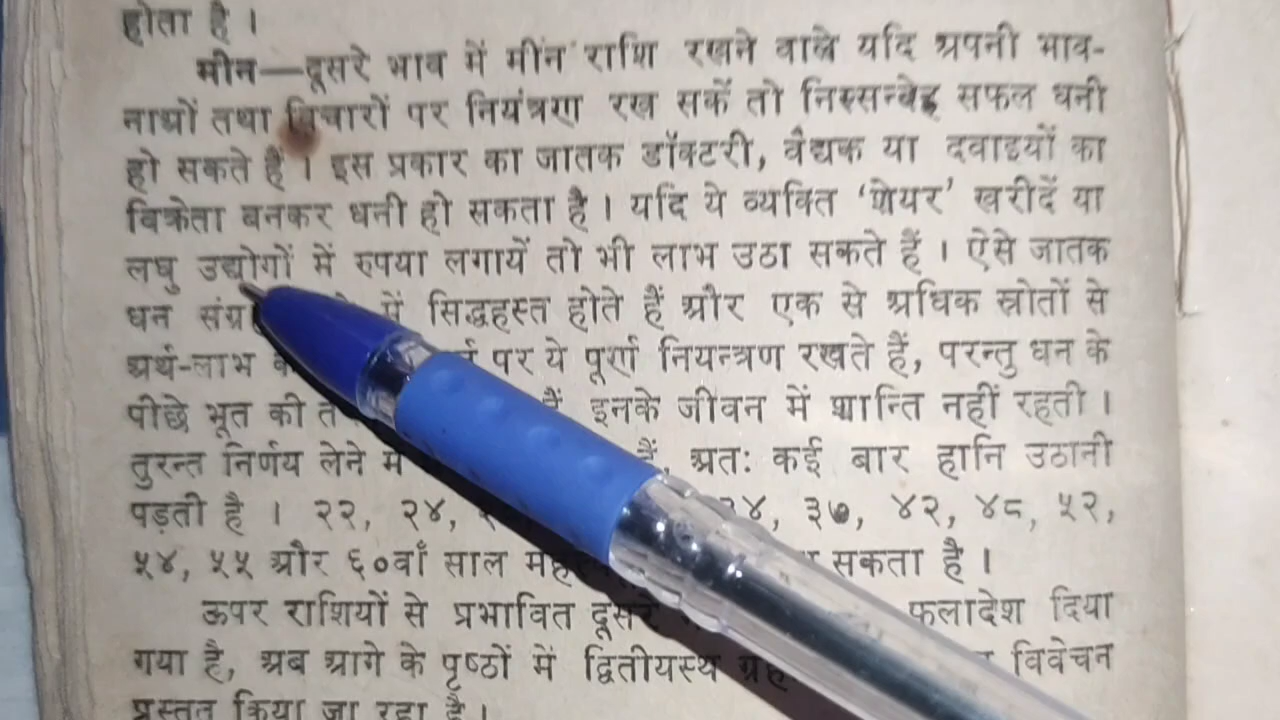 होता है ।
मीन—दूसरे भाव में मीन राशि रखने वाले यदि अपनी भाव-
नाओं तथा विचारों पर नियंत्रण रख सकें तो निस्सन्देह सफल धनी
हो सकते हैं । इस प्रकार का जातक डॉक्टरी, वैद्यक या दवाइयों का
विक्रेता बनकर धनी हो सकता है । यदि ये व्यक्ति ‘शेयर’ खरीदें या
लघु उद्योगों में रुपया लगायें तो भी लाभ उठा सकते हैं । ऐसे जातक
धन में सिद्धहस्त होते हैं और एक से अधिक स्रोतों से
अर्थ-लाभ पर ये पूर्ण नियन्त्रण रखते हैं, परन्तु धन के
पीछे भूत की इनके जीवन में शान्ति नहीं रहती ।
तुरन्त निर्णय लेने में हैं, अतः कई बार हानि उठानी
पड़ती है । २२, २४, ३४, ३७, ४२, ४८, ५२,
५४, ५५ और ६०वाँ साल सकता है ।
ऊपर राशियों से प्रभावित दूसरे फलादेश दिया
गया है, अब आगे के पृष्ठों में द्वितीयस्थ विवेचन
प्रस्तुत किया जा रहा है ।